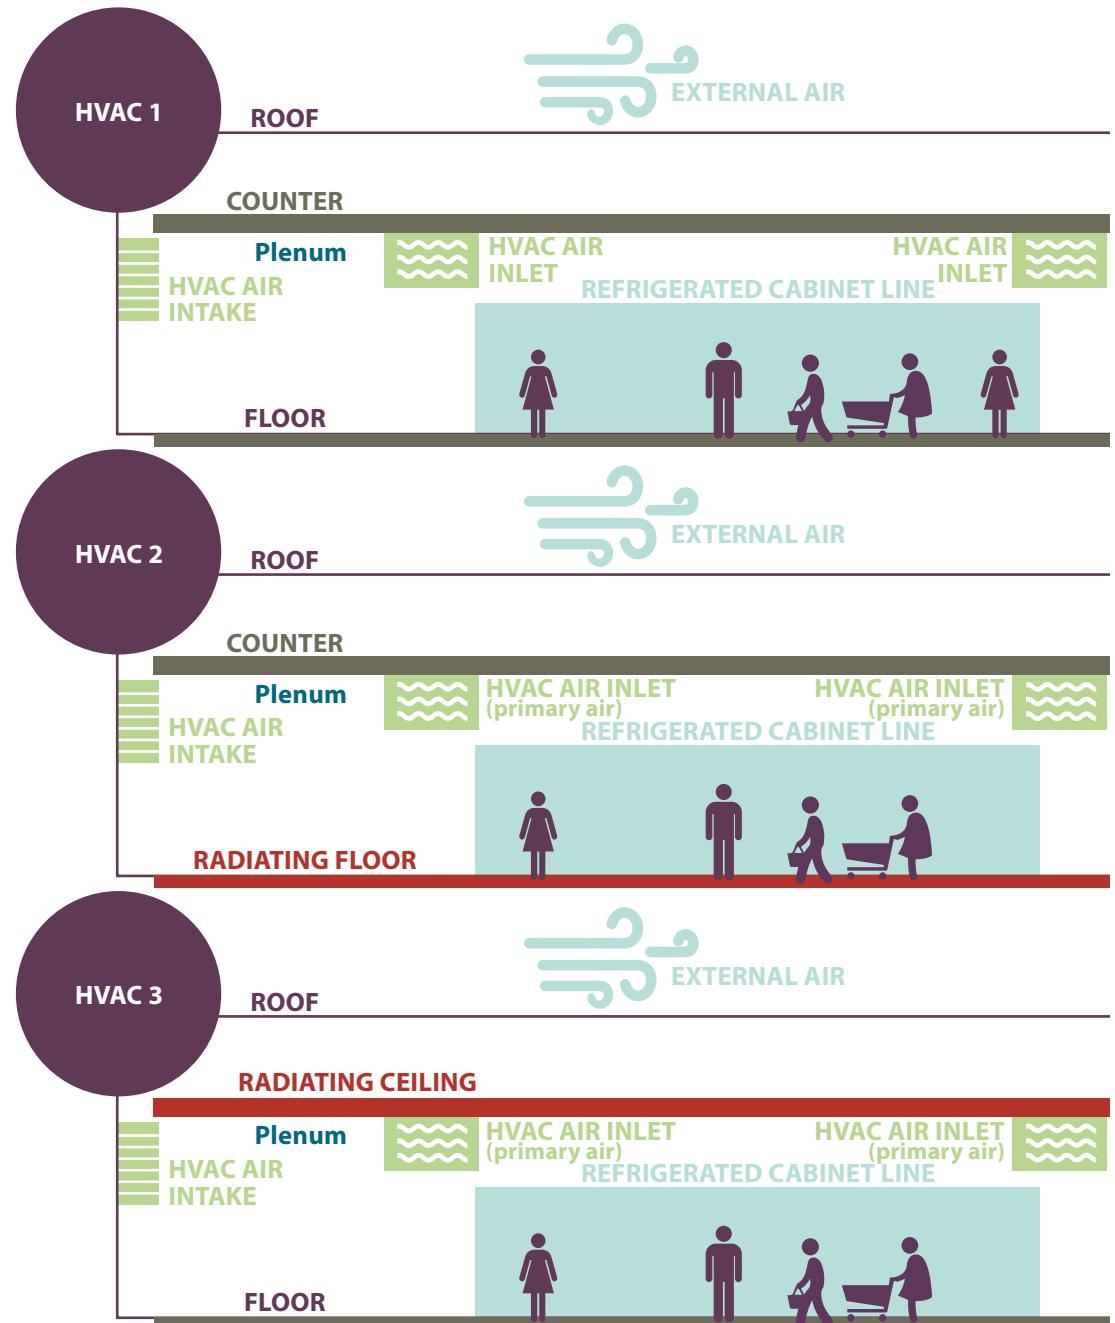 HVAC 1
EXTERNAL AIR
ROOF
COUNTER
Plenum
HVAC AIR
INLET
HVAC AIR
INLET
HVAC AIR
INTAKE
REFRIGERATED CABINET LINE
FLOOR
HVAC 2
EXTERNAL AIR
ROOF
COUNTER
Plenum
HVAC AIR INLET
(primary air)
HVAC AIR INLET
(primary air)
HVAC AIR
INTAKE
REFRIGERATED CABINET LINE
RADIATING FLOOR
HVAC 3
EXTERNAL AIR
ROOF
RADIATING CEILING
Plenum
HVAC AIR INLET
(primary air)
HVAC AIR INLET
(primary air)
HVAC AIR
INTAKE
REFRIGERATED CABINET LINE
FLOOR